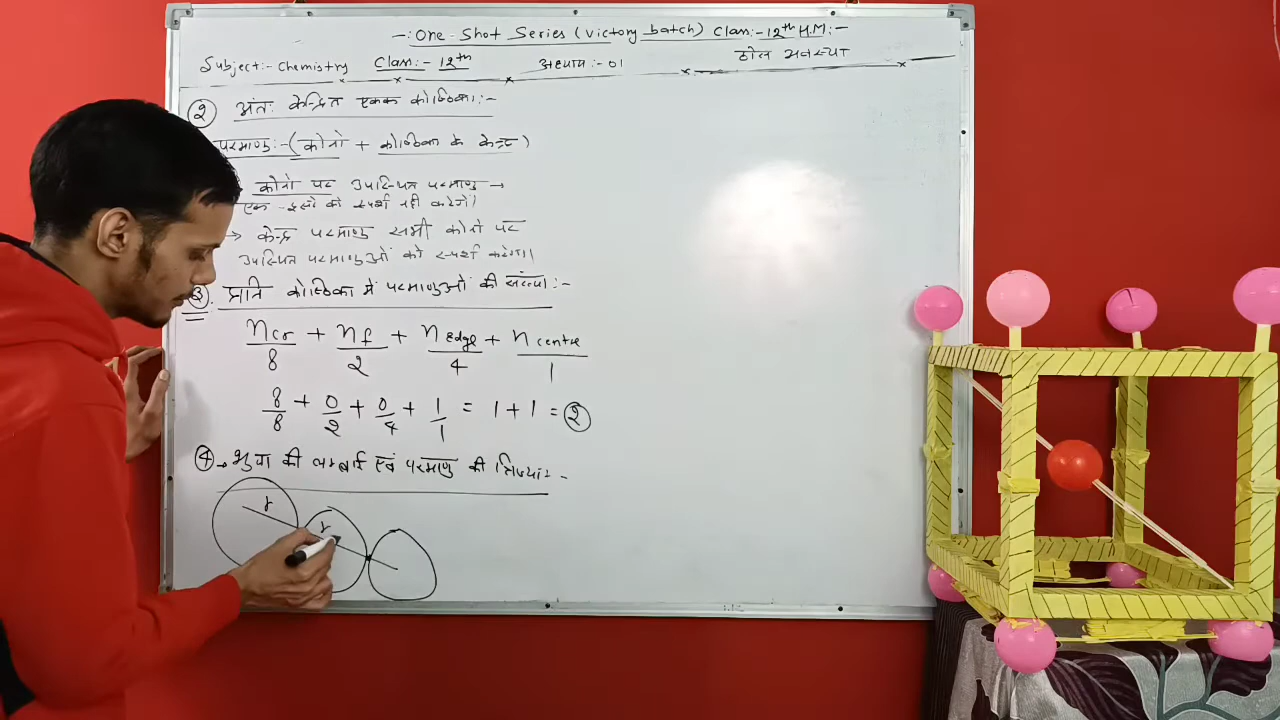 -: One-Shot Series (Victory batch) Class:- 12th H.M:-
Subject:- Chemistry Class:- 12th अध्याय:- 01 ठोस अवस्था
② अंतः केन्द्रित एकक कोष्ठिका:-
परमाणु:- (कोनो + कोष्ठिका के केन्द्र)
कोनो पर उपस्थित परमाणु →
एक-दूसरे को स्पर्श नही करेगें।
→ केन्द्र परमाणु सभी कोने पर
उपस्थित परमाणुओं को स्पर्श करेगा।
③. प्रति कोष्ठिका में परमाणुओं की संख्या:-
ncr/8 + nf/2 + nEdge/4 + ncentre/1
8/8 + 0/2 + 0/4 + 1/1 = 1+1 = ②
④. भुजा की लम्बाई एवं परमाणु की त्रिज्या:-
r r